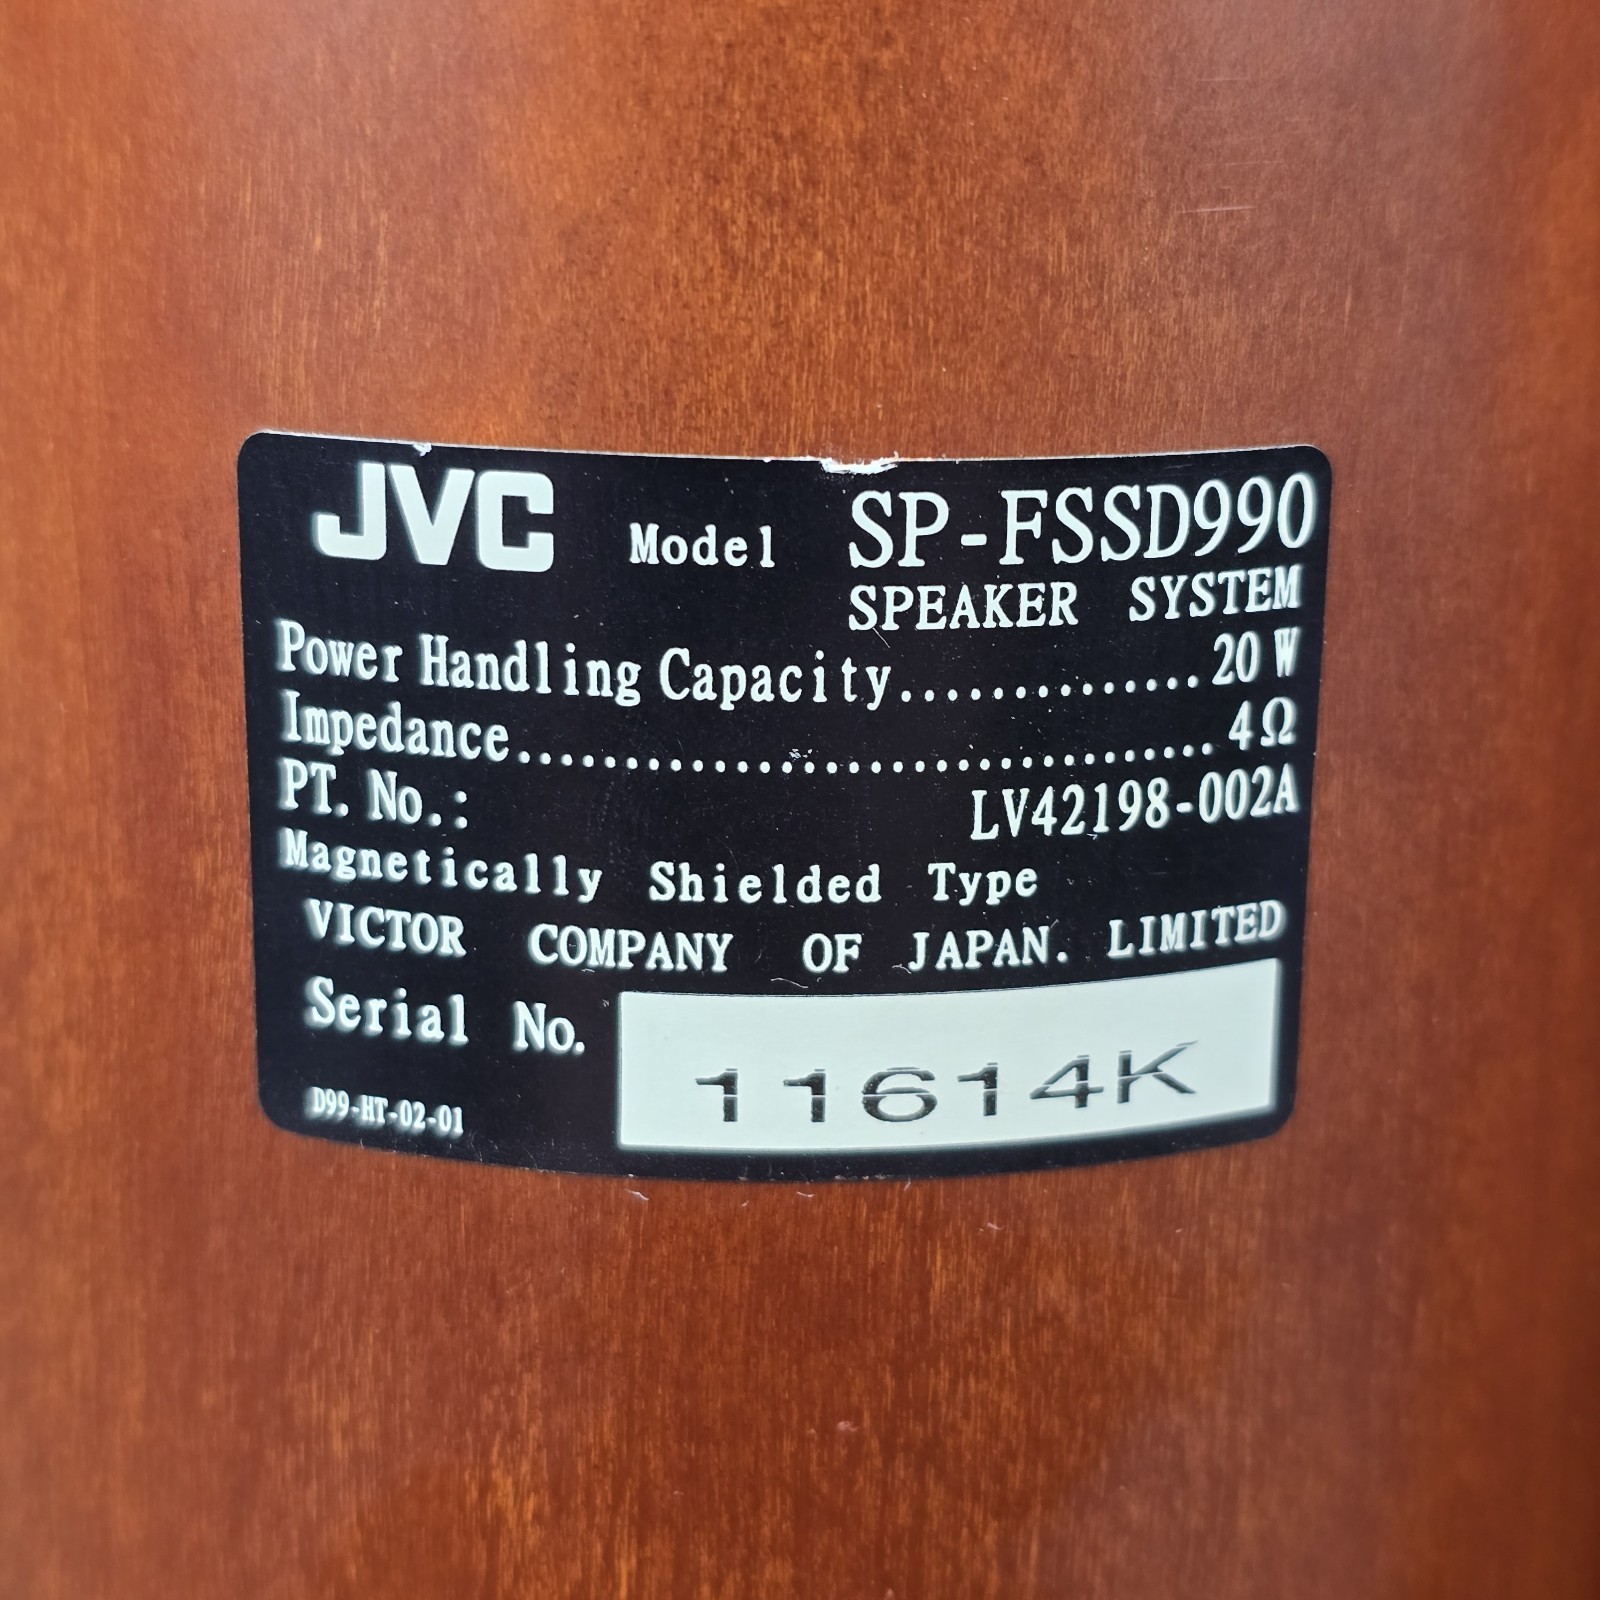 JVC Model SP-FSSD990
SPEAKER SYSTEM
Power Handling Capacity.............. 20 W
Impedance................................ 4Ω
PT. No.: LV42198-002A
Magnetically Shielded Type
VICTOR COMPANY OF JAPAN. LIMITED
Serial No. 11614K
D99-HT-02-01